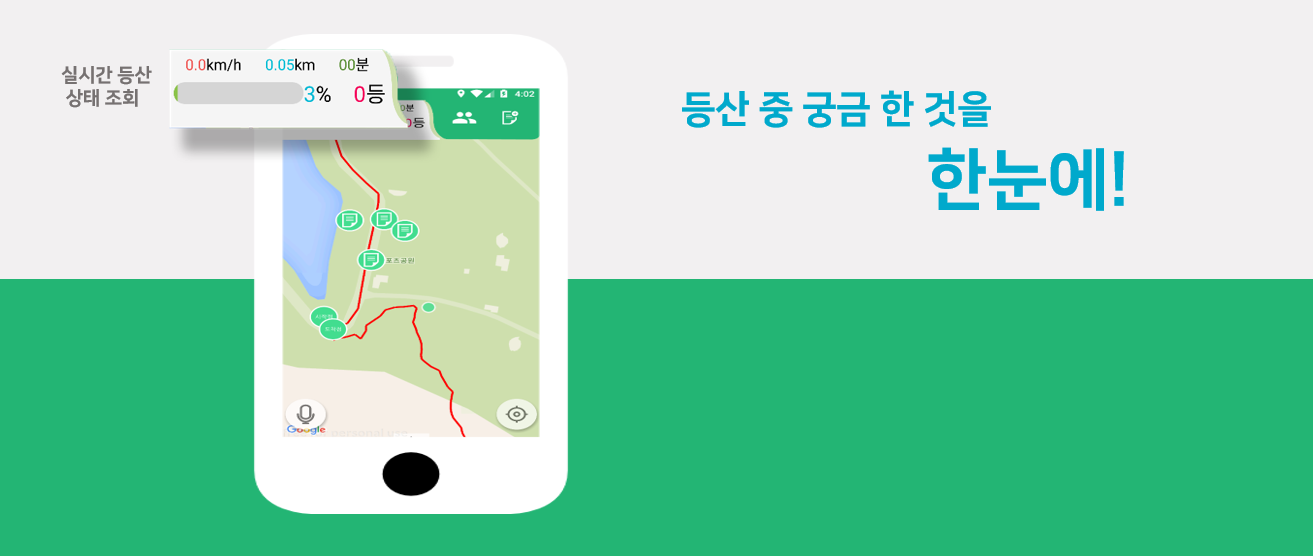 실시간 등산
상태 조회
0.0km/h 0.05km 00분
3% 0등
4:02
0분
0등
등산 중 궁금 한 것을
한눈에!
포즈공원
Google